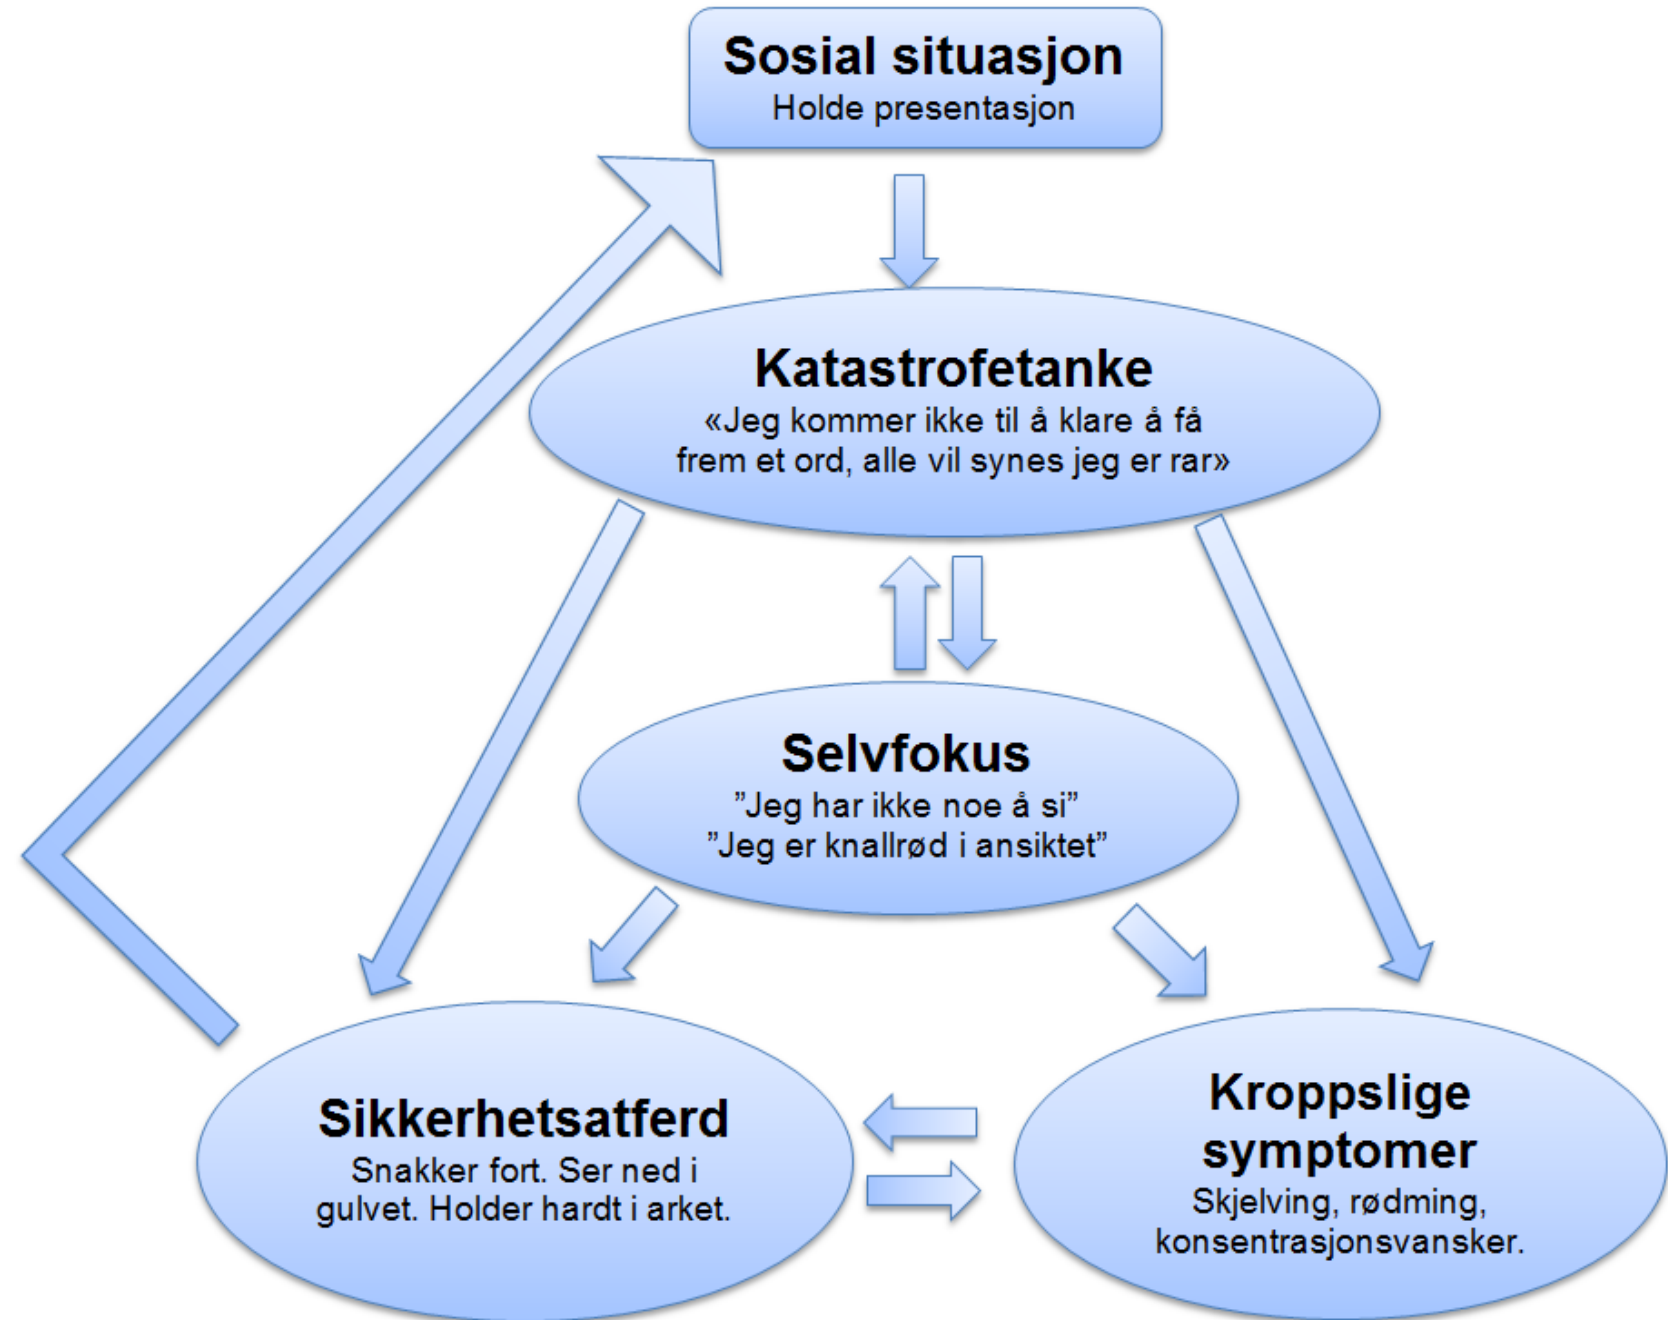 Sosial situasjon
Holde presentasjon
Katastrofetanke
«Jeg kommer ikke til å klare å få
frem et ord, alle vil synes jeg er rar»
Selvfokus
”Jeg har ikke noe å si”
”Jeg er knallrød i ansiktet”
Sikkerhetsatferd
Snakker fort. Ser ned i
gulvet. Holder hardt i arket.
Kroppslige
symptomer
Skjelving, rødming,
konsentrasjonsvansker.